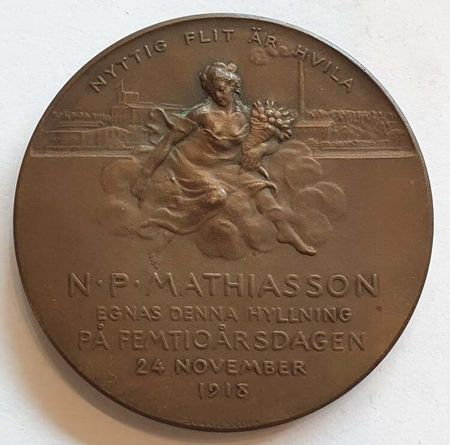 NYTTIG FLIT ÄR HVILA
N·P·MATHIASSON
EGNAS DENNA HYLLNING
PÅ FEMTIOÅRSDAGEN
24 NOVEMBER
1918